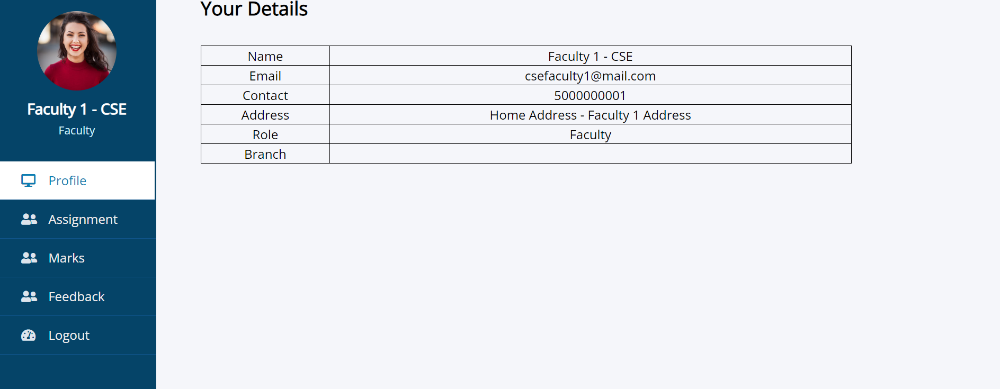 Faculty 1 - CSE
Faculty
Profile
Assignment
Marks
Feedback
Logout
Your Details
Name Faculty 1 - CSE
Email csefaculty1@mail.com
Contact 5000000001
Address Home Address - Faculty 1 Address
Role Faculty
Branch